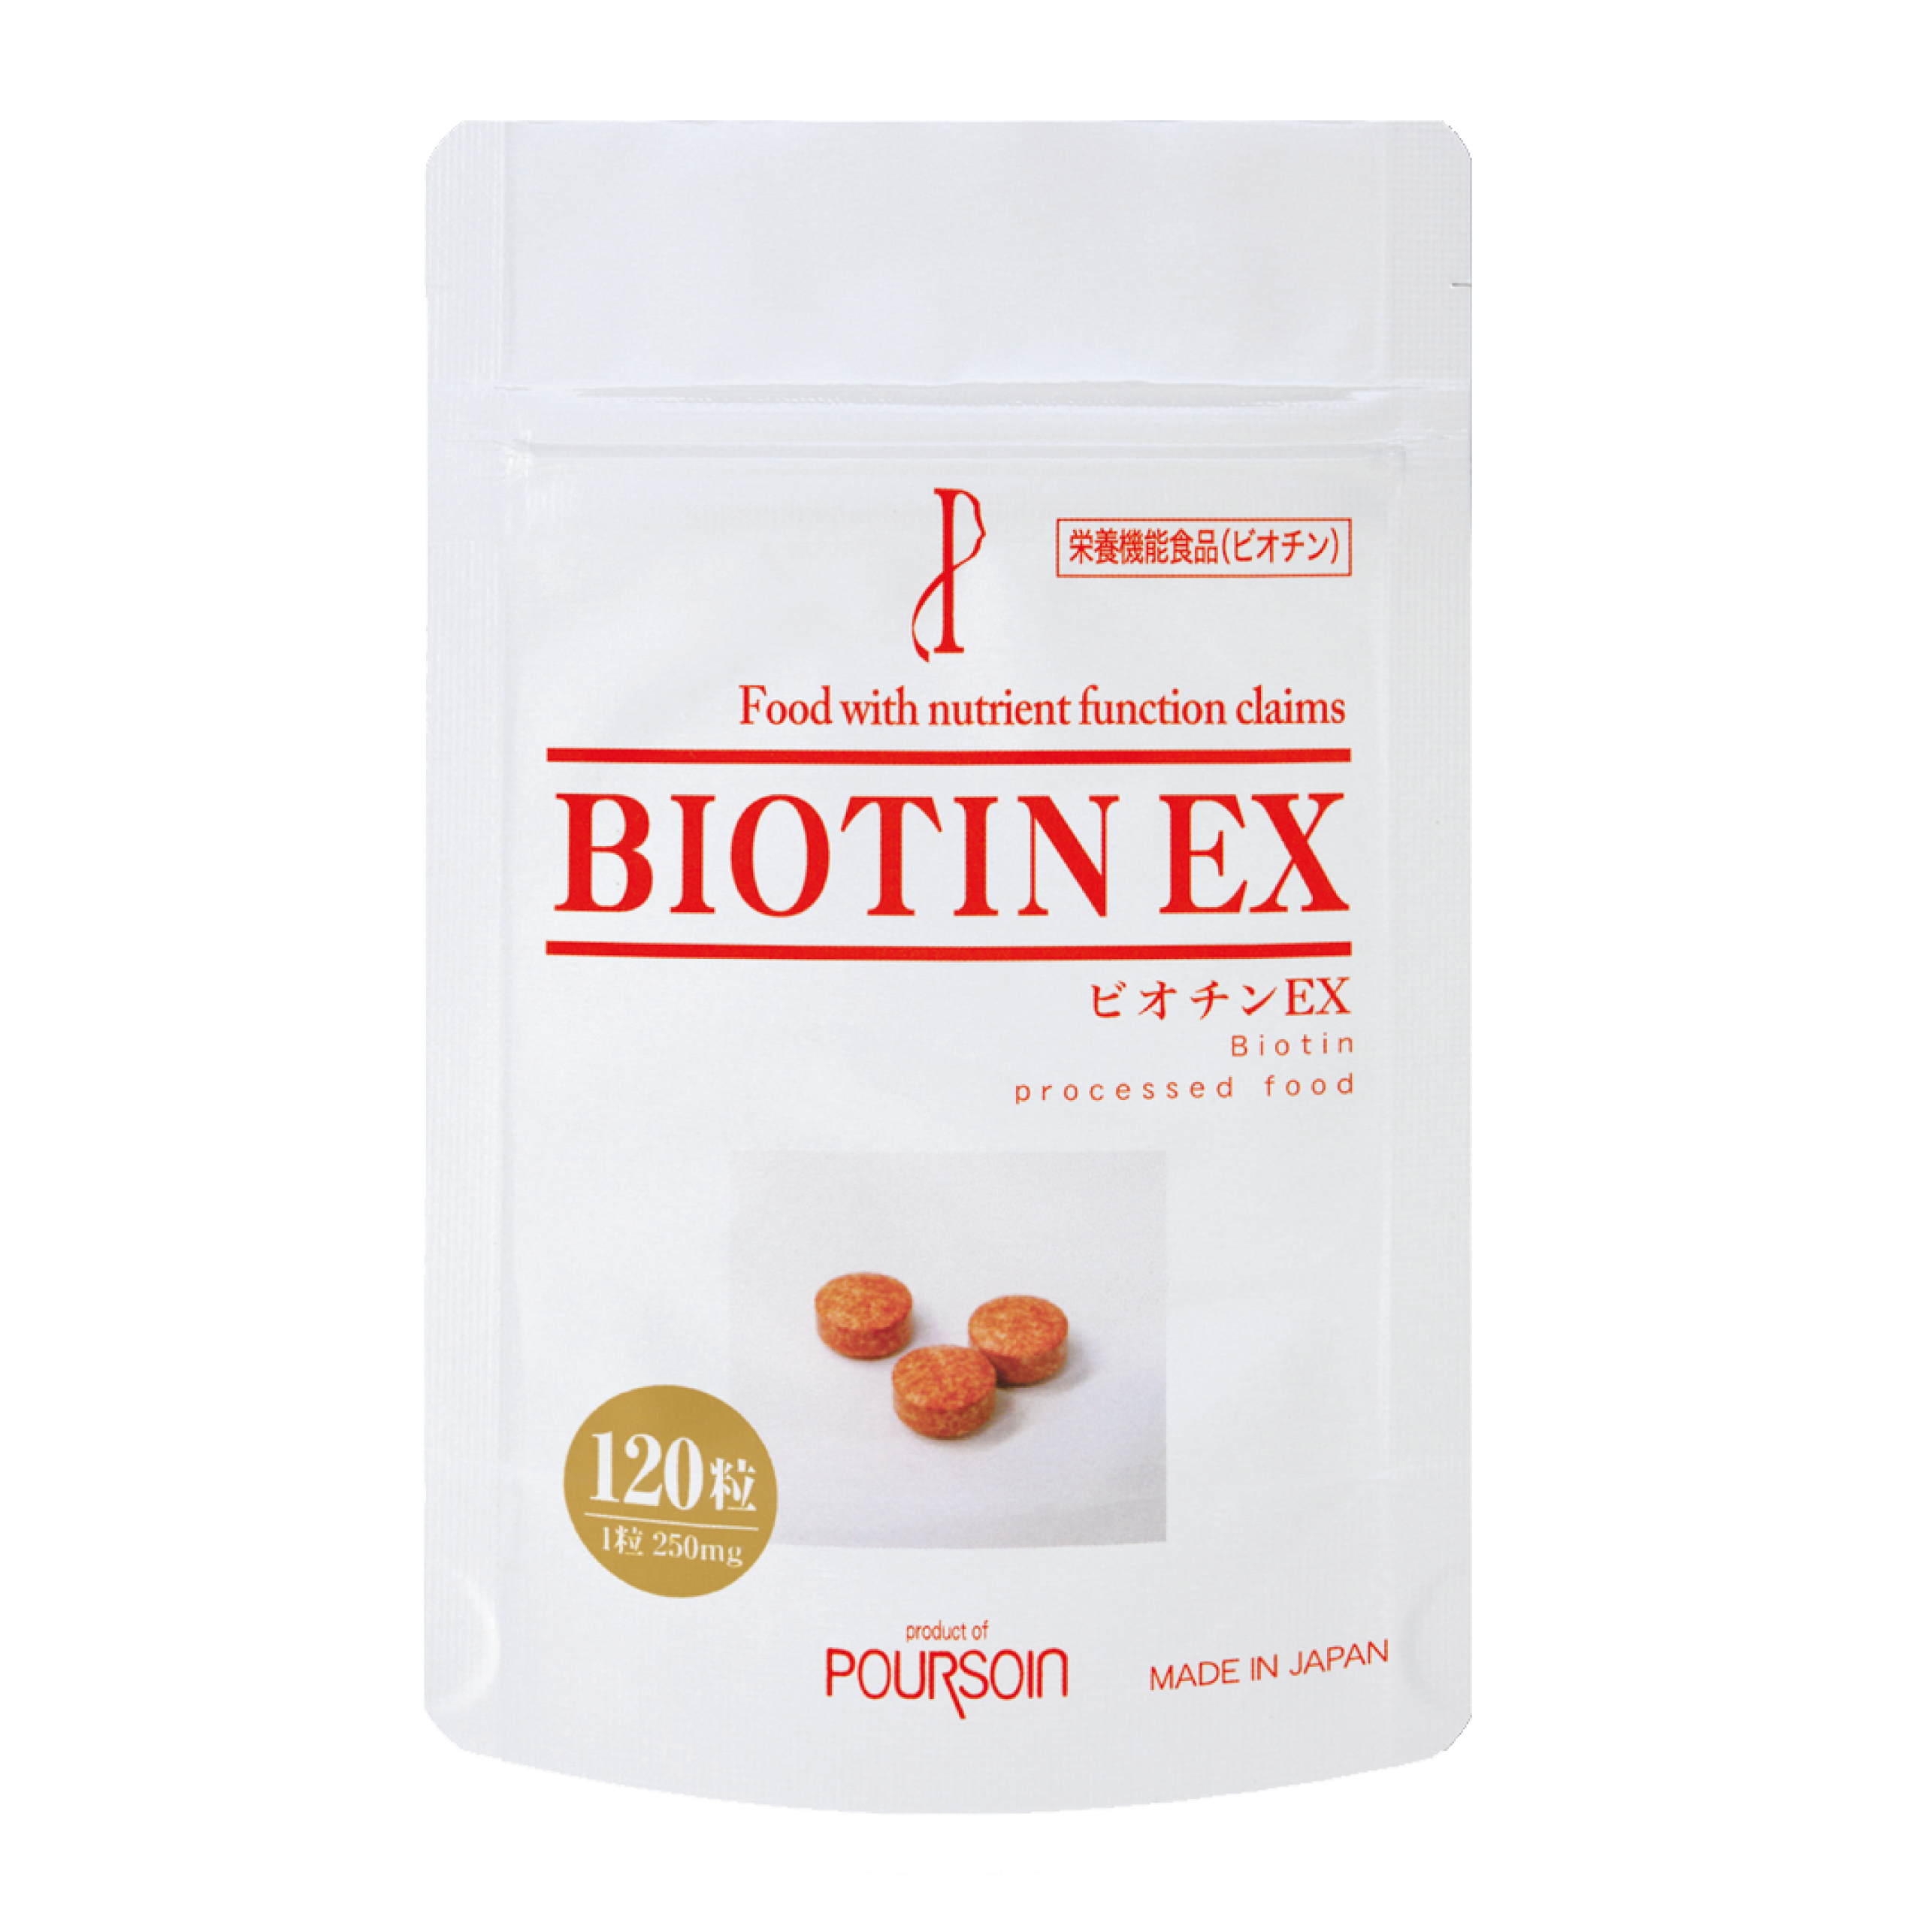 栄養機能食品(ビオチン)
Food with nutrient function claims
BIOTIN EX
ビオチンEX
Biotin
processed food
120粒
1粒 250mg
product of
POURSOIN
MADE IN JAPAN